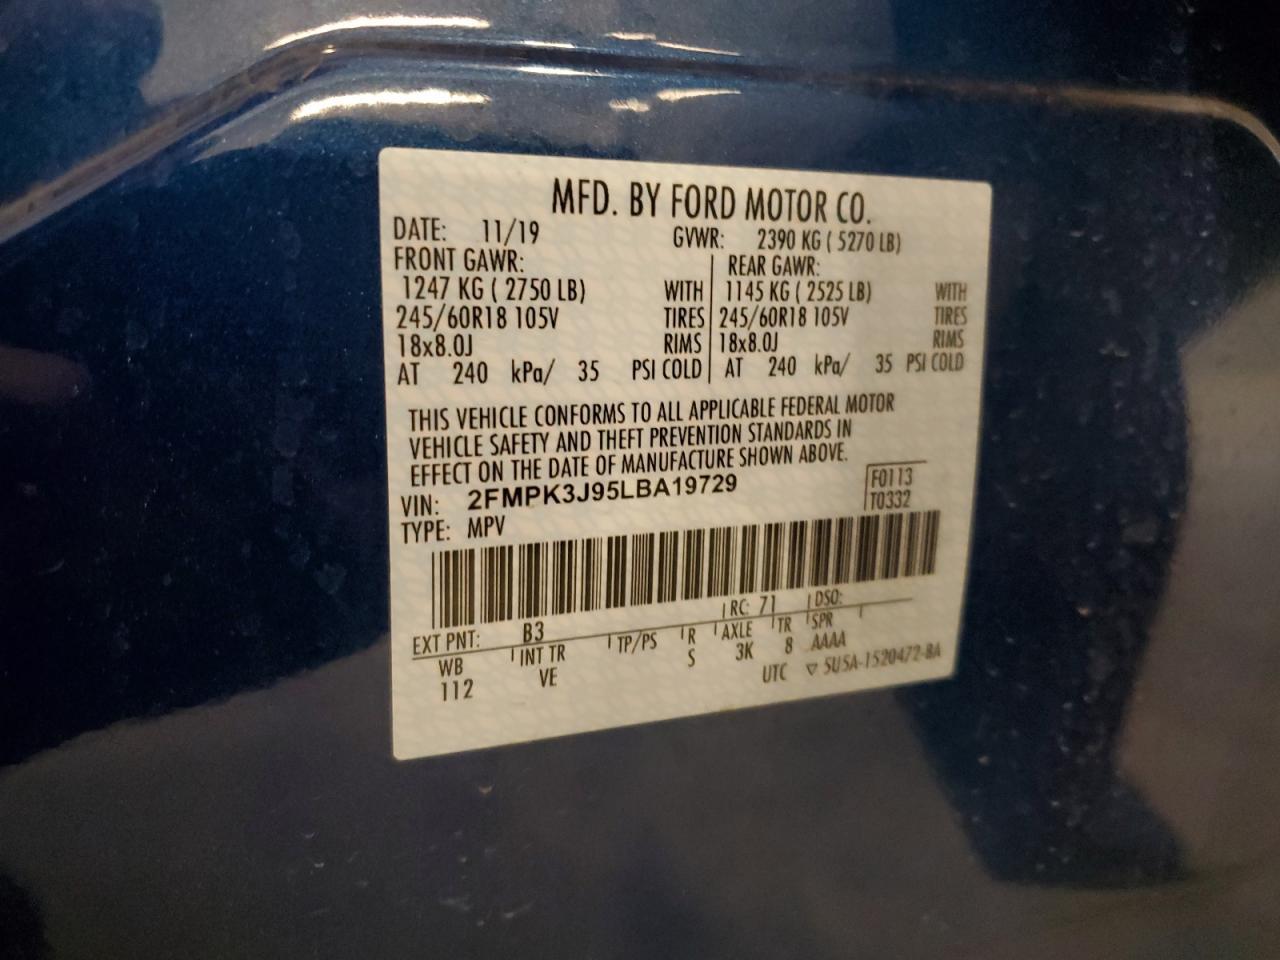 MFD. BY FORD MOTOR CO.
DATE: 11/19 GVWR: 2390 KG ( 5270 LB)
FRONT GAWR: REAR GAWR:
1247 KG ( 2750 LB) WITH 1145 KG ( 2525 LB) WITH
245/60R18 105V TIRES 245/60R18 105V TIRES
18x8.0J RIMS 18x8.0J RIMS
AT 240 kPa/ 35 PSI COLD AT 240 kPa/ 35 PSI COLD
THIS VEHICLE CONFORMS TO ALL APPLICABLE FEDERAL MOTOR
VEHICLE SAFETY AND THEFT PREVENTION STANDARDS IN
EFFECT ON THE DATE OF MANUFACTURE SHOWN ABOVE.
VIN: 2FMPK3J95LBA19729 F0113
TYPE: MPV T0332
EXT PNT: B3 RC: 71 DSO:
WB INT TR TP/PS R AXLE TR SPR
112 VE S 3K 8 AAAA
UTC ▽ 5U5A-1520472-BA